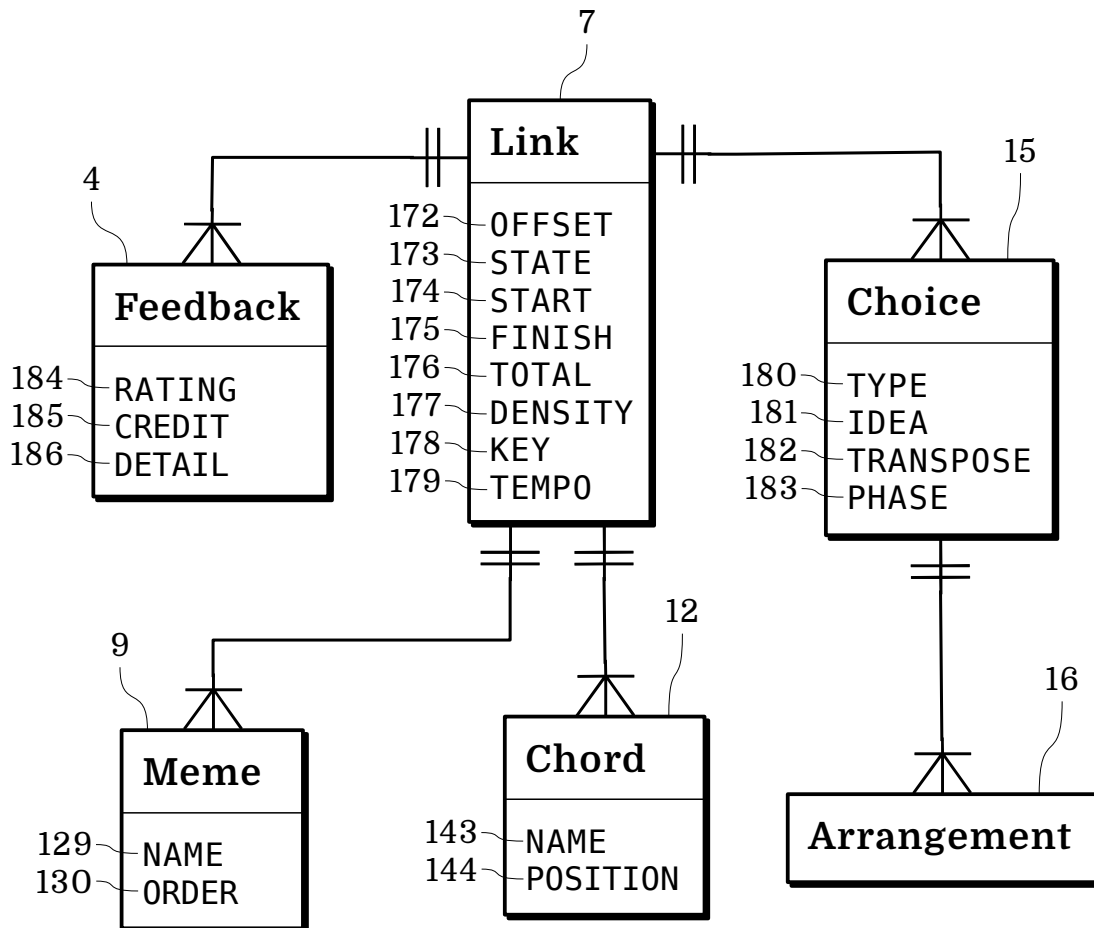 7
Link
172 OFFSET
173 STATE
174 START
175 FINISH
176 TOTAL
177 DENSITY
178 KEY
179 TEMPO
4
Feedback
184 RATING
185 CREDIT
186 DETAIL
15
Choice
180 TYPE
181 IDEA
182 TRANSPOSE
183 PHASE
9
Meme
129 NAME
130 ORDER
12
Chord
143 NAME
144 POSITION
16
Arrangement